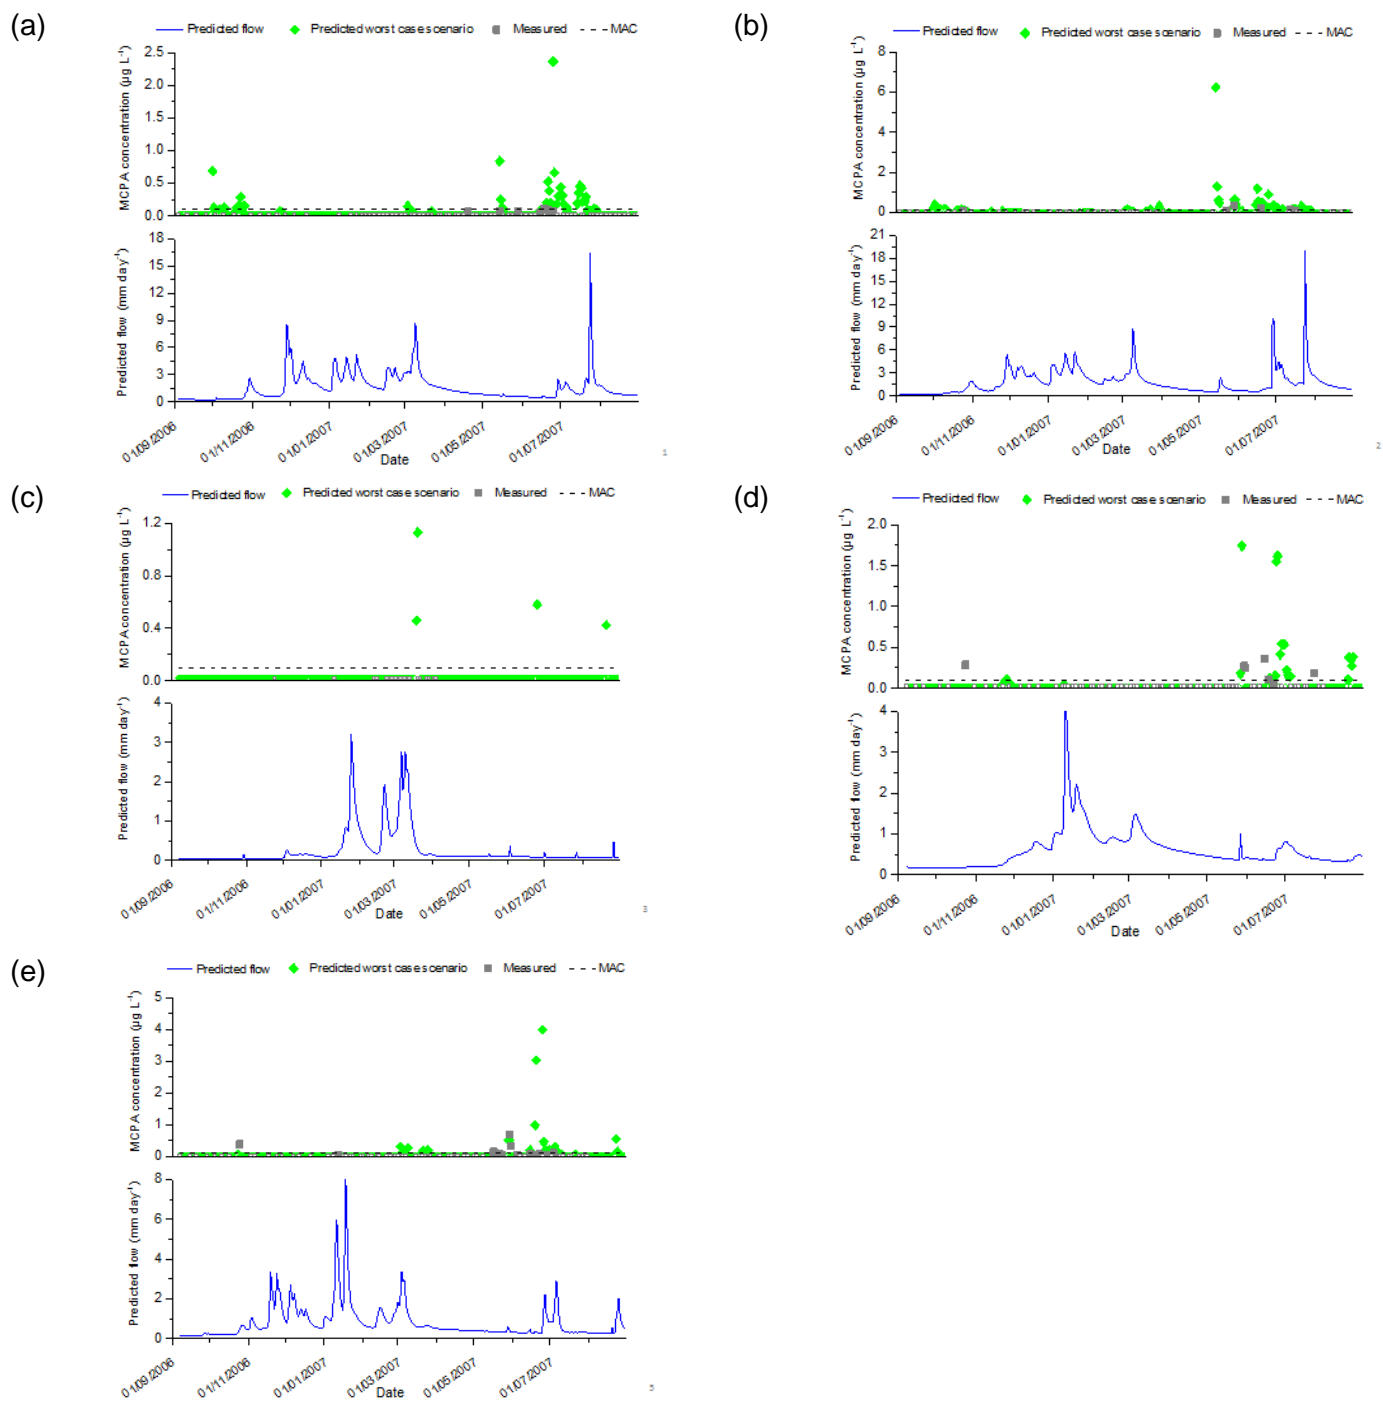 (a)
Predicted flow Predicted worst case scenario Measured MAC
MCPA concentration (µg L-1)
2.5
2.0
1.5
1.0
0.5
0.0
Predicted flow (mm day-1)
18
15
12
9
6
3
0
01/09/2006 01/11/2006 01/01/2007 01/03/2007 01/05/2007 01/07/2007
Date
1
(b)
Predicted flow Predicted worst case scenario Measured MAC
MCPA concentration (µg L-1)
8
6
4
2
0
Predicted flow (mm day-1)
21
18
15
12
9
6
3
0
01/09/2006 01/11/2006 01/01/2007 01/03/2007 01/05/2007 01/07/2007
Date
2
(c)
Predicted flow Predicted worst case scenario Measured MAC
MCPA concentration (µg L-1)
1.2
0.8
0.4
0.0
Predicted flow (mm day-1)
4
3
2
1
0
01/09/2006 01/11/2006 01/01/2007 01/03/2007 01/05/2007 01/07/2007
Date
3
(d)
Predicted flow Predicted worst case scenario Measured MAC
MCPA concentration (µg L-1)
2.0
1.5
1.0
0.5
0.0
Predicted flow (mm day-1)
4
3
2
1
0
01/09/2006 01/11/2006 01/01/2007 01/03/2007 01/05/2007 01/07/2007
Date
(e)
Predicted flow Predicted worst case scenario Measured MAC
MCPA concentration (µg L-1)
5
4
3
2
1
0
Predicted flow (mm day-1)
8
6
4
2
0
01/09/2006 01/11/2006 01/01/2007 01/03/2007 01/05/2007 01/07/2007
Date
5